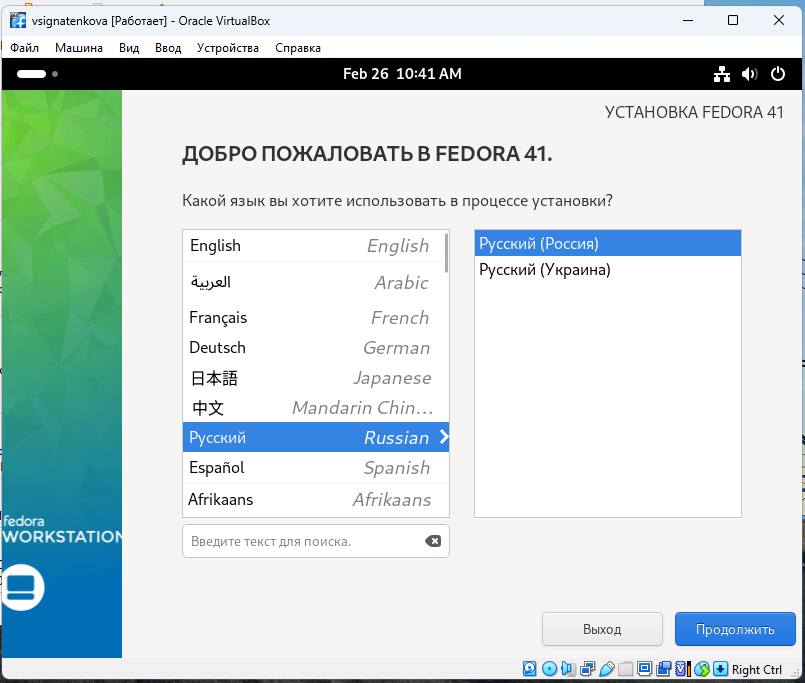 vsignatenkova [Работает] - Oracle VirtualBox
Файл Машина Вид Ввод Устройства Справка
Feb 26 10:41 AM
УСТАНОВКА FEDORA 41
ДОБРО ПОЖАЛОВАТЬ В FEDORA 41.
Какой язык вы хотите использовать в процессе установки?
English English
العربية Arabic
Français French
Deutsch German
日本語 Japanese
中文 Mandarin Chin...
Русский Russian
Español Spanish
Afrikaans Afrikaans
Введите текст для поиска.
Русский (Россия)
Русский (Украина)
fedora
WORKSTATION
Выход Продолжить
Right Ctrl